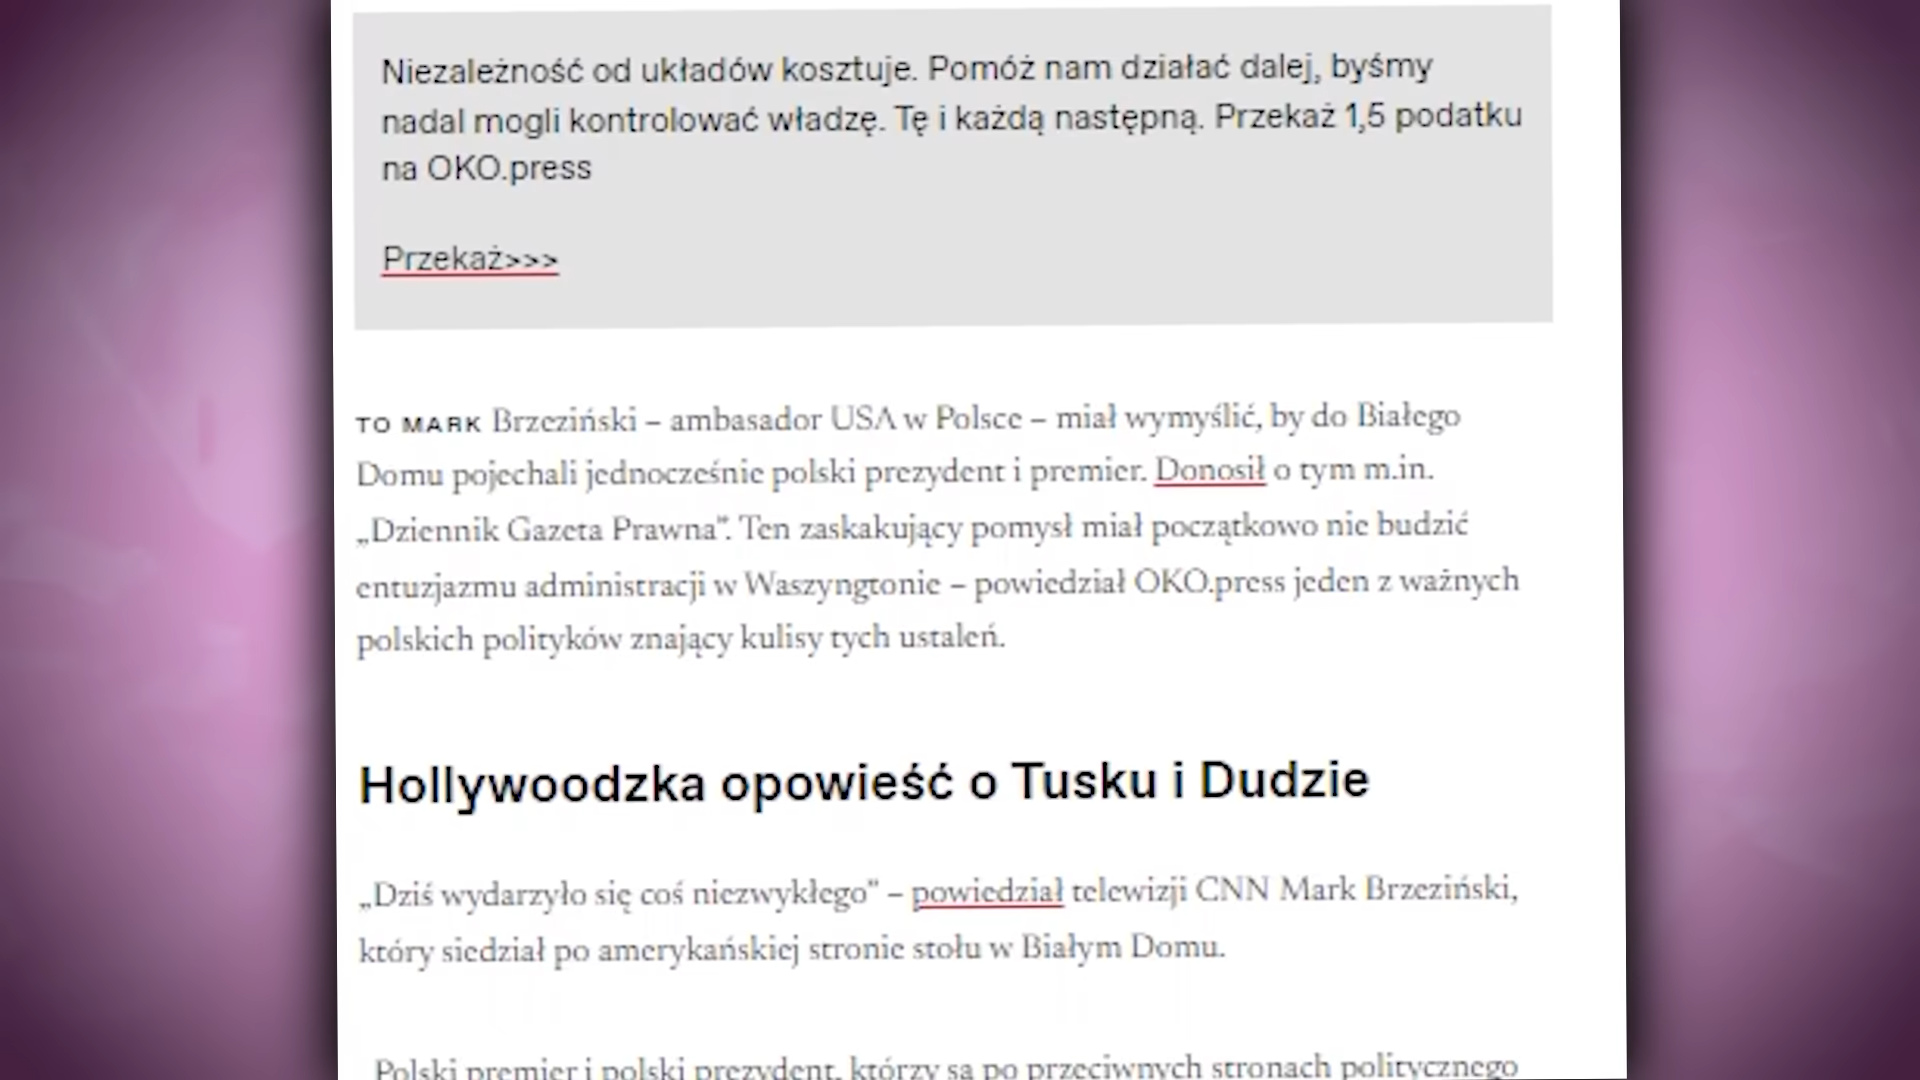 Niezależność od układów kosztuje. Pomóż nam działać dalej, byśmy
nadal mogli kontrolować władzę. Tę i każdą następną. Przekaż 1,5 podatku
na OKO.press
Przekaż>>>
TO MARK Brzeziński – ambasador USA w Polsce – miał wymyślić, by do Białego
Domu pojechali jednocześnie polski prezydent i premier. Donosił o tym m.in.
„Dziennik Gazeta Prawna”. Ten zaskakujący pomysł miał początkowo nie budzić
entuzjazmu administracji w Waszyngtonie – powiedział OKO.press jeden z ważnych
polskich polityków znający kulisy tych ustaleń.
Hollywoodzka opowieść o Tusku i Dudzie
„Dziś wydarzyło się coś niezwykłego” – powiedział telewizji CNN Mark Brzeziński,
który siedział po amerykańskiej stronie stołu w Białym Domu.
Polski premier i polski prezydent, którzy są po przeciwnych stronach politycznego